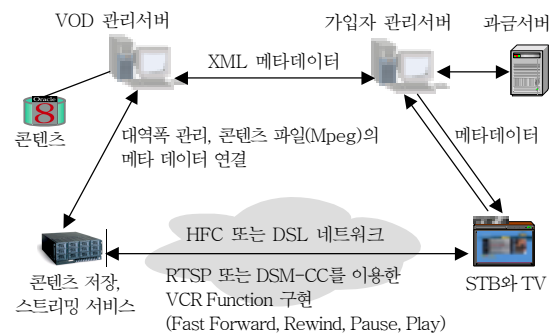 VOD 관리서버
가입자 관리서버
과금서버
XML 메타데이터
Oracle
8
콘텐츠
대역폭 관리, 콘텐츠 파일(Mpeg)의
메타 데이터 연결
메타데이터
HFC 또는 DSL 네트워크
콘텐츠 저장,
스트리밍 서비스
RTSP 또는 DSM-CC를 이용한
VCR Function 구현
(Fast Forward, Rewind, Pause, Play)
STB와 TV